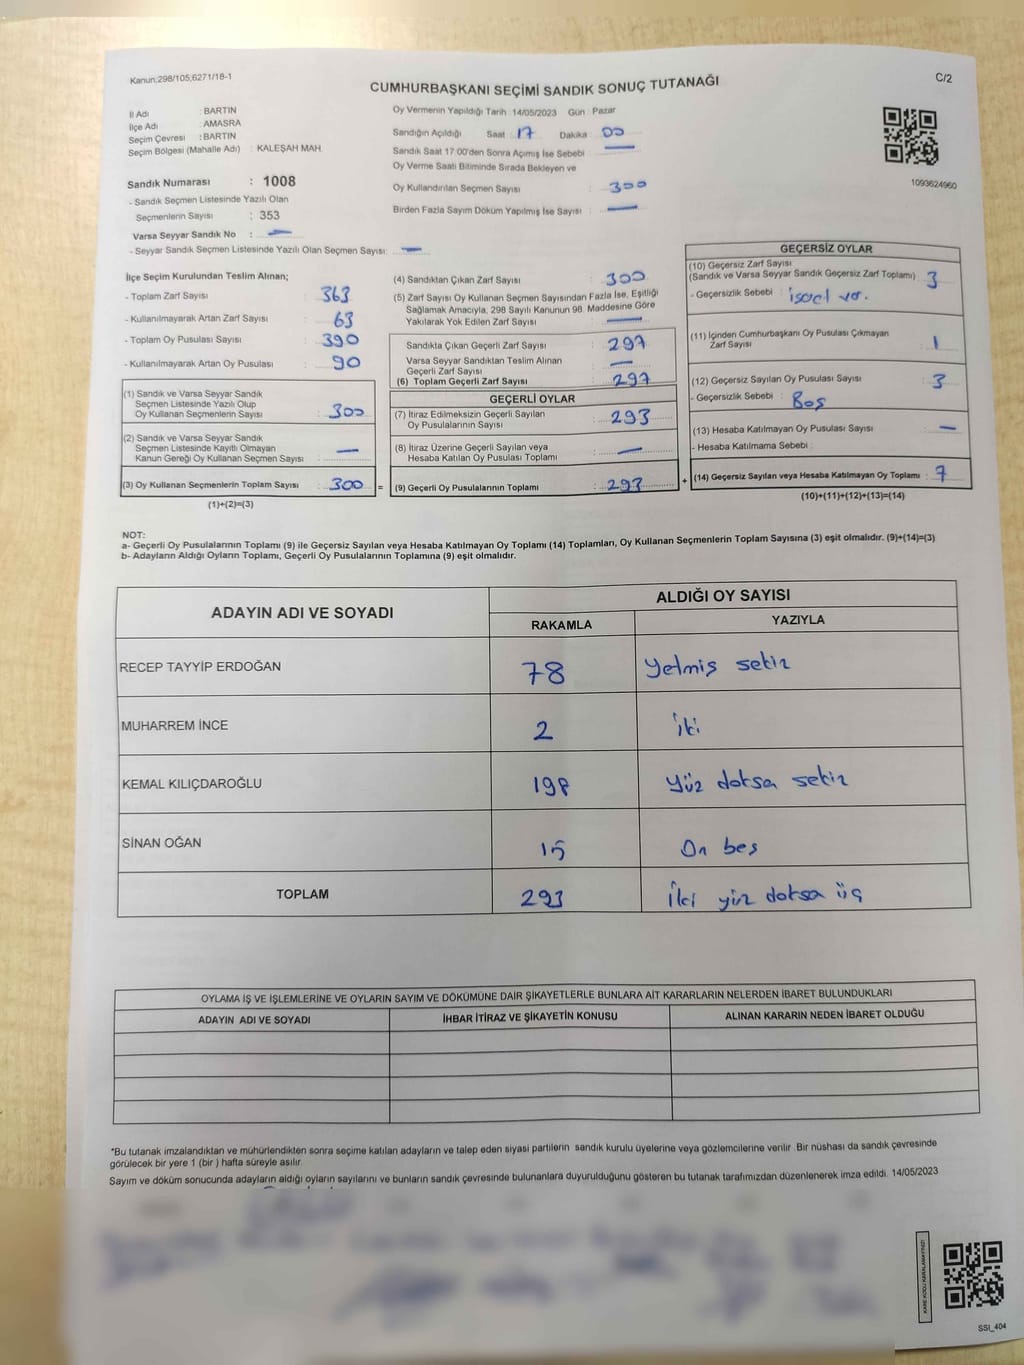 Kanun;298/105;6271/18-1
C/2
CUMHURBAŞKANI SEÇİMİ SANDIK SONUÇ TUTANAĞI
İl Adı : BARTIN
İlçe Adı : AMASRA
Seçim Çevresi : BARTIN
Seçim Bölgesi (Mahalle Adı) : KALEŞAH MAH.
Sandık Numarası : 1008
- Sandık Seçmen Listesinde Yazılı Olan
Seçmenlerin Sayısı : 353
Varsa Seyyar Sandık No : —
- Seyyar Sandık Seçmen Listesinde Yazılı Olan Seçmen Sayısı: —
Oy Vermenin Yapıldığı Tarih : 14/05/2023 Gün : Pazar
Sandığın Açıldığı Saat : 17 Dakika : 00
Sandık Saat 17:00'den Sonra Açımış İse Sebebi : —
Oy Verme Saati Bitiminde Sırada Bekleyen ve
Oy Kullandırılan Seçmen Sayısı : 300
Birden Fazla Sayım Döküm Yapılmış İse Sayısı : —
1093624960
İlçe Seçim Kurulundan Teslim Alınan;
- Toplam Zarf Sayısı : 363
- Kullanılmayarak Artan Zarf Sayısı : 63
- Toplam Oy Pusulası Sayısı : 390
- Kullanılmayarak Artan Oy Pusulası : 90
(1) Sandık ve Varsa Seyyar Sandık
Seçmen Listesinde Yazılı Olup
Oy Kullanan Seçmenlerin Sayısı : 300
(2) Sandık ve Varsa Seyyar Sandık
Seçmen Listesinde Kayıtlı Olmayan
Kanun Gereği Oy Kullanan Seçmen Sayısı : —
(3) Oy Kullanan Seçmenlerin Toplam Sayısı : 300 =
(1)+(2)=(3)
(4) Sandıktan Çıkan Zarf Sayısı : 300
(5) Zarf Sayısı Oy Kullanan Seçmen Sayısından Fazla İse, Eşitliği
Sağlamak Amacıyla, 298 Sayılı Kanunun 98. Maddesine Göre
Yakılarak Yok Edilen Zarf Sayısı : —
Sandıkta Çıkan Geçerli Zarf Sayısı : 297
Varsa Seyyar Sandıktan Teslim Alınan
Geçerli Zarf Sayısı : —
(6) Toplam Geçerli Zarf Sayısı : 297
GEÇERLİ OYLAR
(7) İtiraz Edilmeksizin Geçerli Sayılan
Oy Pusulasının Sayısı : 293
(8) İtiraz Üzerine Geçerli Sayılan veya
Hesaba Katılan Oy Pusulası Toplamı : —
(9) Geçerli Oy Pusulalarının Toplamı : 293 +
GEÇERSİZ OYLAR
(10) Geçersiz Zarf Sayısı
(Sandık ve Varsa Seyyar Sandık Geçersiz Zarf Toplamı) : 3
- Geçersizlik Sebebi : işaret var.
(11) İçinden Cumhurbaşkanı Oy Pusulası Çıkmayan
Zarf Sayısı : 1
(12) Geçersiz Sayılan Oy Pusulası Sayısı : 3
- Geçersizlik Sebebi : Boş
(13) Hesaba Katılmayan Oy Pusulası Sayısı : —
- Hesaba Katılmama Sebebi :
(14) Geçersiz Sayılan veya Hesaba Katılmayan Oy Toplamı : 7
(10)+(11)+(12)+(13)=(14)
NOT:
a- Geçerli Oy Pusulalarının Toplamı (9) ile Geçersiz Sayılan veya Hesaba Katılmayan Oy Toplamı (14) Toplamları, Oy Kullanan Seçmenlerin Toplam Sayısına (3) eşit olmalıdır. (9)+(14)=(3)
b- Adayların Aldığı Oyların Toplamı, Geçerli Oy Pusulalarının Toplamına (9) eşit olmalıdır.
ADAYIN ADI VE SOYADI
ALDIĞI OY SAYISI
RAKAMLA YAZIYLA
RECEP TAYYİP ERDOĞAN 78 Yetmiş sekiz
MUHARREM İNCE 2 İki
KEMAL KILIÇDAROĞLU 198 Yüz doksa sekiz
SİNAN OĞAN 15 On beş
TOPLAM 293 İki yüz doksa üç
OYLAMA İŞ VE İŞLEMLERİNE VE OYLARIN SAYIM VE DÖKÜMÜNE DAİR ŞİKAYETLERLE BUNLARA AİT KARARLARIN NELERDEN İBARET BULUNDUKLARI
ADAYIN ADI VE SOYADI İHBAR İTİRAZ VE ŞİKAYETİN KONUSU ALINAN KARARIN NEDEN İBARET OLDUĞU
*Bu tutanak imzalandıktan ve mühürlendikten sonra seçime katılan adayların ve talep eden siyasi partilerin sandık kurulu üyelerine veya gözlemcilerine verilir. Bir nüshası da sandık çevresinde
görülecek bir yere 1 (bir ) hafta süreyle asılır.
Sayım ve döküm sonucunda adayların aldığı oyların sayılarını ve bunların sandık çevresinde bulunanlara duyurulduğunu gösteren bu tutanak tarafımızdan düzenlenerek imza edildi. 14/05/2023
KARE KODU KARALAMAYINIZ!
SSI_404